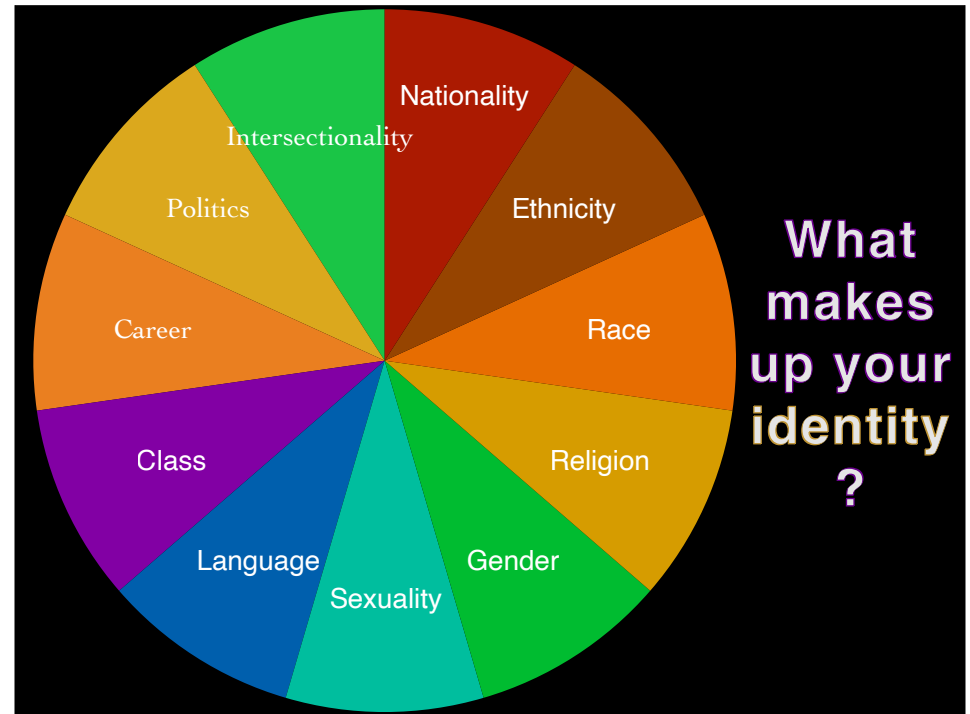 Nationality
Ethnicity
Race
Religion
Gender
Sexuality
Language
Class
Career
Politics
Intersectionality
What
makes
up your
identity
?